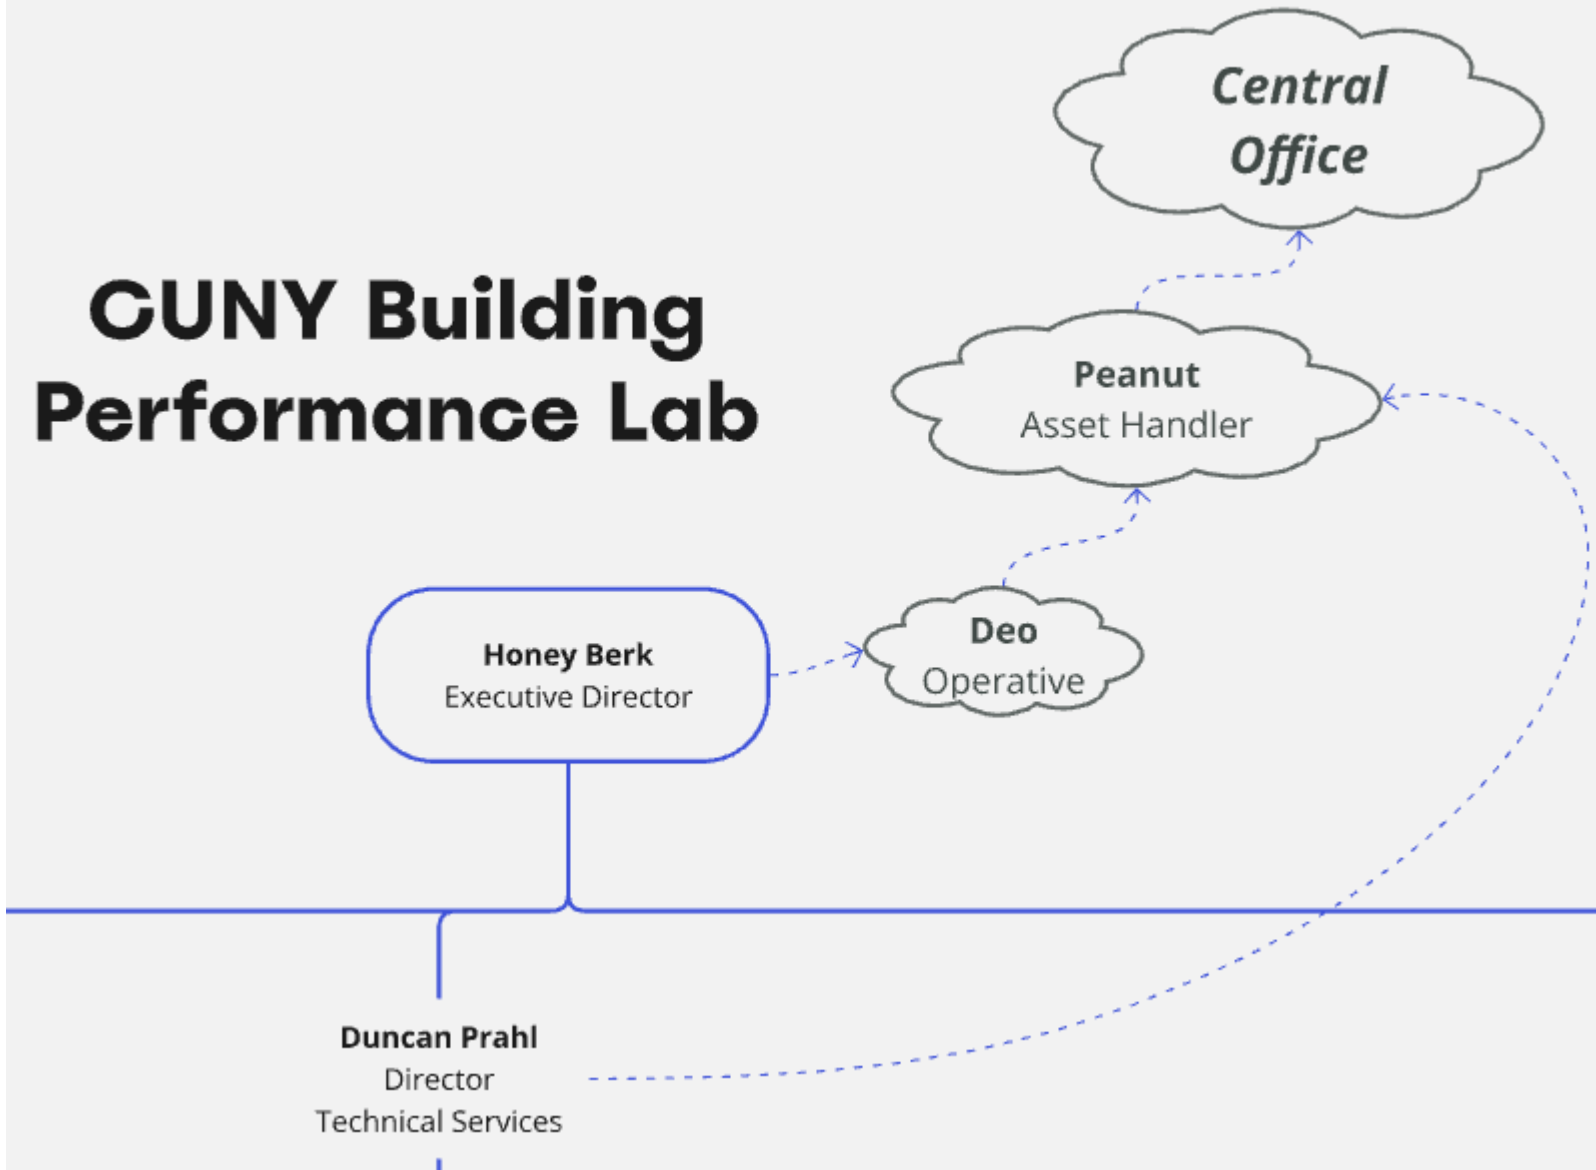 Central
Office
CUNY Building
Performance Lab
Peanut
Asset Handler
Honey Berk
Executive Director
Deo
Operative
Duncan Prahl
Director
Technical Services